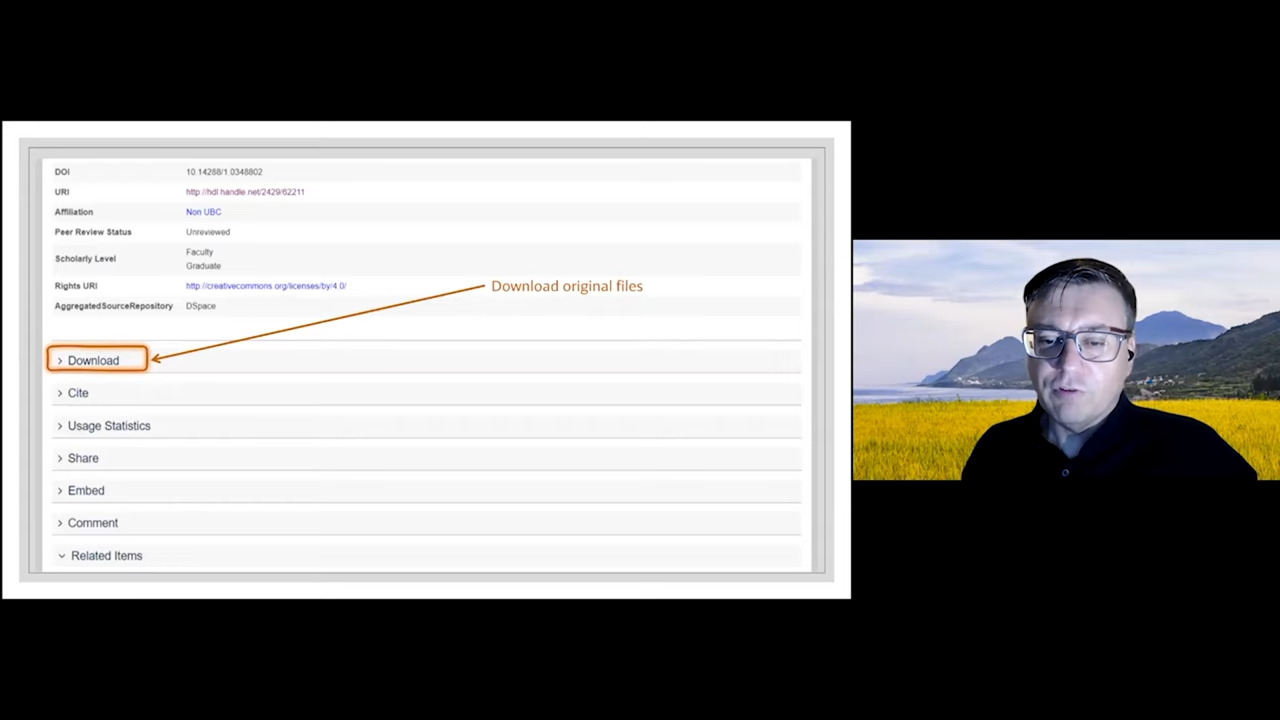 DOI 10.14288/1.0348802
URI http://hdl.handle.net/2429/62211
Affiliation Non UBC
Peer Review Status Unreviewed
Scholarly Level Faculty
Graduate
Rights URI http://creativecommons.org/licenses/by/4.0/
AggregatedSourceRepository DSpace
Download original files
Download
Cite
Usage Statistics
Share
Embed
Comment
Related Items